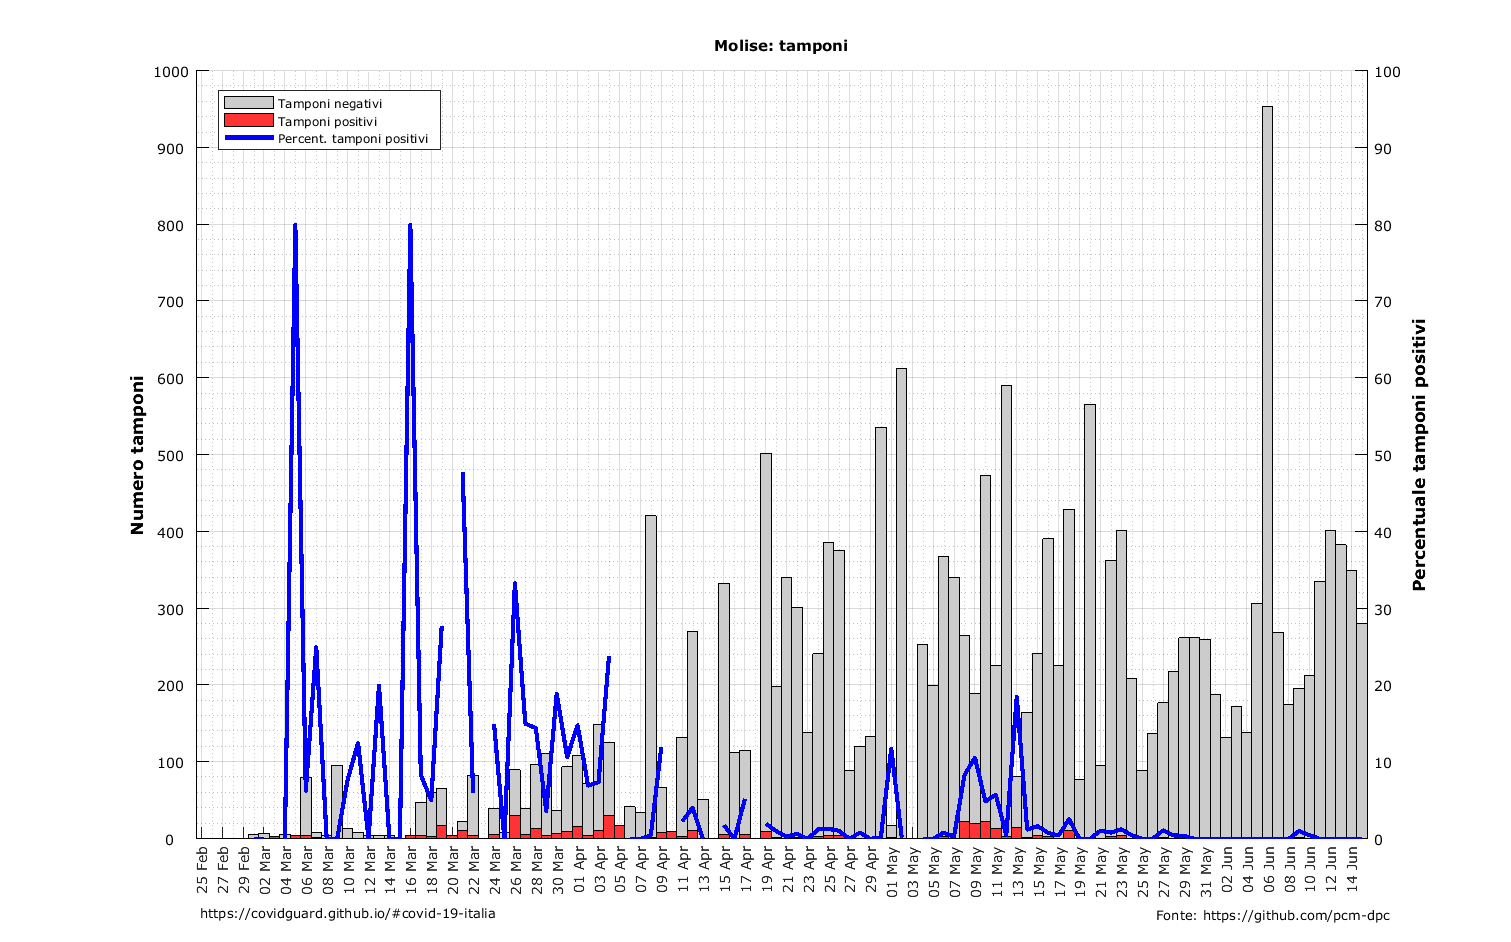 Molise: tamponi
1000 100
Tamponi negativi
Tamponi positivi
Percent. tamponi positivi
900 90
800 80
700 70
600 60
500 50
400 40
300 30
200 20
100 10
0 0
Numero tamponi
Percentuale tamponi positivi
25 Feb
27 Feb
29 Feb
02 Mar
04 Mar
06 Mar
08 Mar
10 Mar
12 Mar
14 Mar
16 Mar
18 Mar
20 Mar
22 Mar
24 Mar
26 Mar
28 Mar
30 Mar
01 Apr
03 Apr
05 Apr
07 Apr
09 Apr
11 Apr
13 Apr
15 Apr
17 Apr
19 Apr
21 Apr
23 Apr
25 Apr
27 Apr
29 Apr
01 May
03 May
05 May
07 May
09 May
11 May
13 May
15 May
17 May
19 May
21 May
23 May
25 May
27 May
29 May
31 May
02 Jun
04 Jun
06 Jun
08 Jun
10 Jun
12 Jun
14 Jun
https://covidguard.github.io/#covid-19-italia
Fonte: https://github.com/pcm-dpc